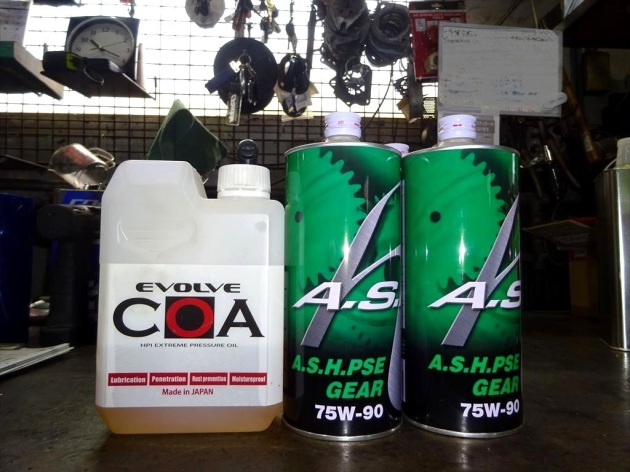 EVOLVE
COA
HPI EXTREME PRESSURE OIL
Lubrication Penetration Rust prevention Moistureproof
Made in JAPAN
A.S.
A.S.H.PSE
GEAR
75W-90
A.S
A.S.H.PSE
GEAR
75W-90